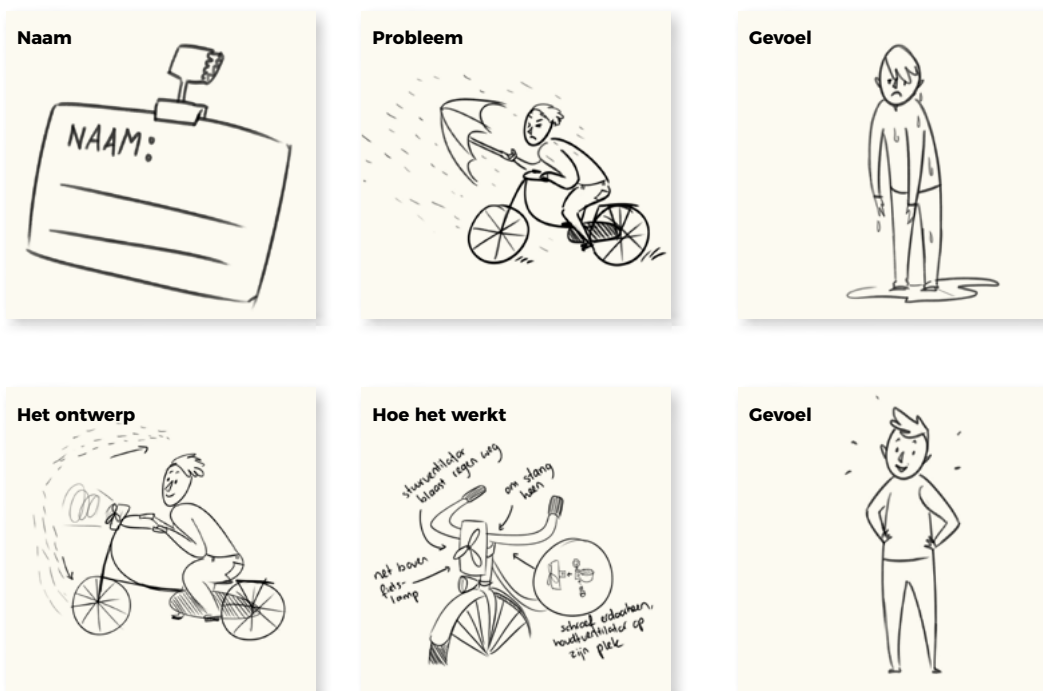 Naam
NAAM:
Probleem
Gevoel
Het ontwerp
Hoe het werkt
stuurventilator
blaast regen weg
om stang
heen
net boven
fiets-
lamp
schroef erdoorheen,
houdt ventilator op
zijn plek
Gevoel